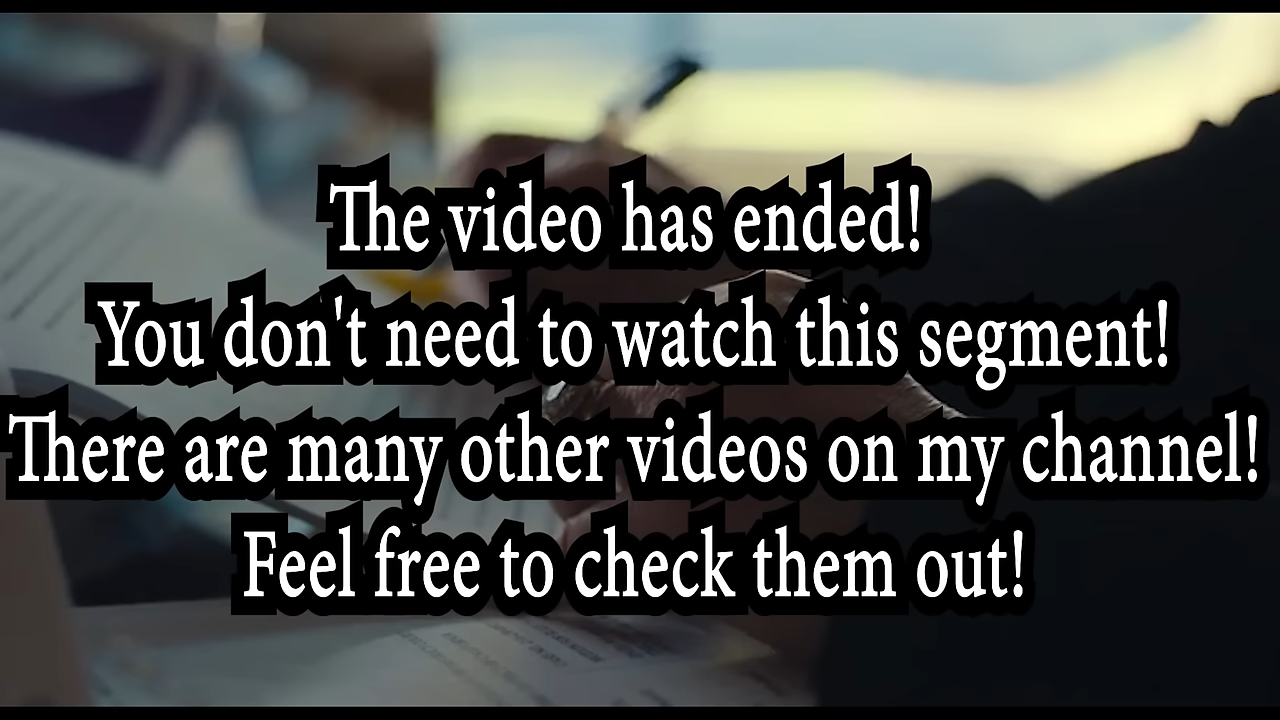 The video has ended!
You don't need to watch this segment!
There are many other videos on my channel!
Feel free to check them out!